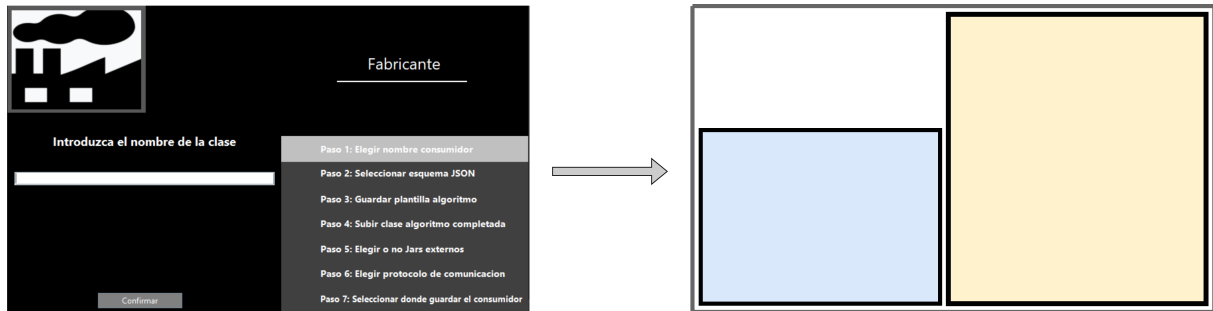 Fabricante
Introduzca el nombre de la clase
Paso 1: Elegir nombre consumidor
Paso 2: Seleccionar esquema JSON
Paso 3: Guardar plantilla algoritmo
Paso 4: Subir clase algoritmo completada
Paso 5: Elegir o no Jars externos
Paso 6: Elegir protocolo de comunicacion
Paso 7: Seleccionar donde guardar el consumidor
Confirmar